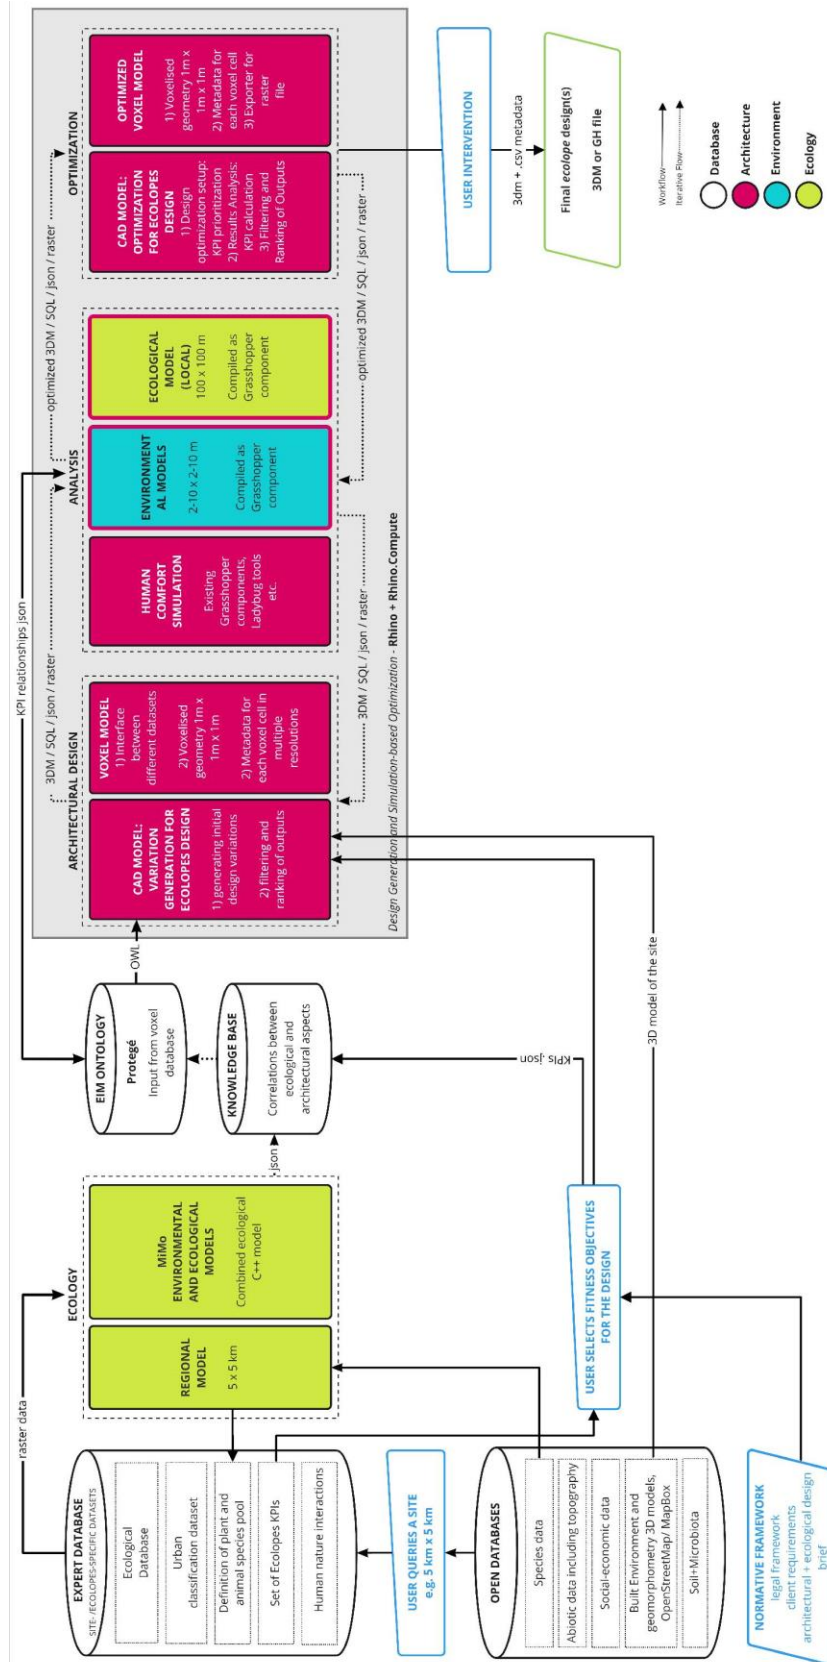 raster data
EXPERT DATABASE
SITE- /ECOLOPES-SPECIFIC DATASETS
Ecological
Database
Urban
classification dataset
Definition of plant and
animal species pool
Set of Ecolopes KPIs
Human nature interactions
USER QUERIES A SITE
e.g. 5 km x 5 km
OPEN DATABASES
Species data
Abiotic data including topography
Social-economic data
Built Environment and
geomorphometry 3D models,
OpenStreetMap/ MapBox
Soil+Microbiota
NORMATIVE FRAMEWORK
legal framework
client requirements
architectural + ecological design
brief
ECOLOGY
REGIONAL
MODEL
5 x 5 km
MiMo
ENVIRONMENTAL
AND ECOLOGICAL
MODELS
Combined ecological
C++ model
json
USER SELECTS FITNESS OBJECTIVES
FOR THE DESIGN
KPIs .json
3D model of the site
EIM ONTOLOGY
Protegé
Input from voxel
database
KNOWLEDGE BASE
Correlations between
ecological and
architectural aspects
OWL
KPI relationships json
3DM / SQL / json / raster
optimized 3DM / SQL / json / raster
ARCHITECTURAL DESIGN
CAD MODEL:
VARIATION
GENERATION FOR
ECOLOPES DESIGN
1) generating initial
design variations
2) filtering and
ranking of outputs
VOXEL MODEL
1) Interface
between
different datasets
2) Voxelised
geometry 1m x
1m x 1m
2) Metadata for
each voxel cell in
multiple
resolutions
ANALYSIS
HUMAN
COMFORT
SIMULATION
Existing
Grasshopper
components,
Ladybug tools
etc.
ENVIRONMENT
AL MODELS
2-10 x 2-10 m
Compiled as
Grasshopper
component
ECOLOGICAL
MODEL
(LOCAL)
100 x 100 m
Compiled as
Grasshopper
component
OPTIMIZATION
CAD MODEL:
OPTIMIZATION
FOR ECOLOPES
DESIGN
1) Design
optimization setup:
KPI prioritization
2) Results Analysis:
KPI calculation
3) Filtering and
Ranking of Outputs
OPTIMIZED
VOXEL MODEL
1) Voxelised
geometry 1m x
1m x 1m
2) Metadata for
each voxel cell
3) Exporter for
raster
file
3DM / SQL / json / raster
optimized 3DM / SQL / json / raster
Design Generation and Simulation-based Optimization - Rhino + Rhino.Compute
USER INTERVENTION
3dm + .csv metadata
Final ecolope design(s)
3DM or GH file
Workflow
Iterative Flow
Database
Architecture
Environment
Ecology